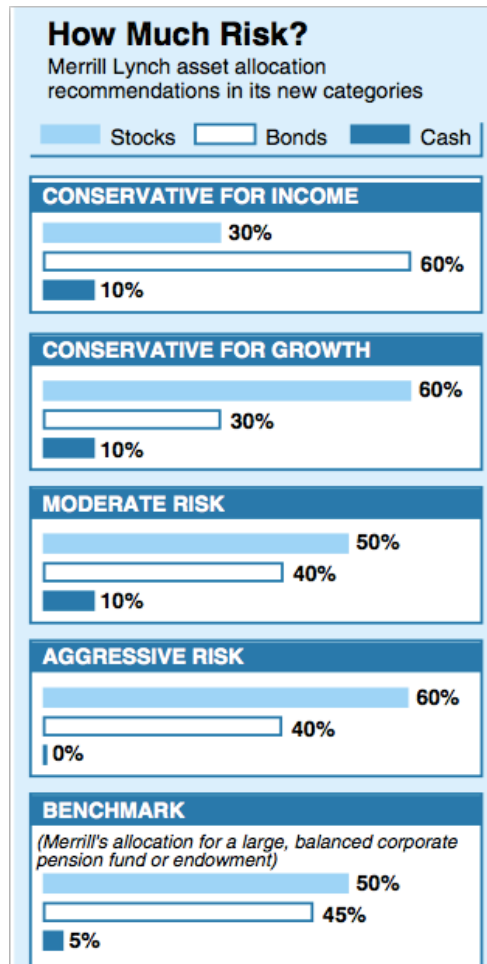 How Much Risk?
Merrill Lynch asset allocation
recommendations in its new categories
Stocks Bonds Cash
CONSERVATIVE FOR INCOME
30%
60%
10%
CONSERVATIVE FOR GROWTH
60%
30%
10%
MODERATE RISK
50%
40%
10%
AGGRESSIVE RISK
60%
40%
0%
BENCHMARK
(Merrill's allocation for a large, balanced corporate
pension fund or endowment)
50%
45%
5%